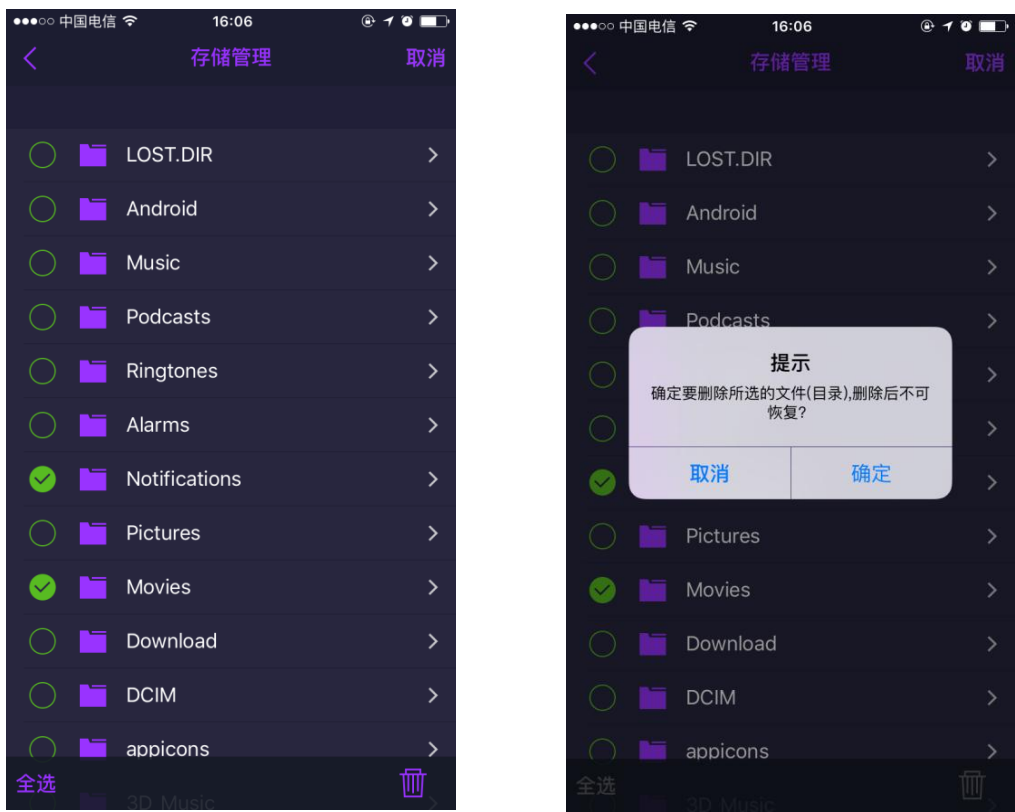 中国电信 16:06
存储管理 取消
LOST.DIR
Android
Music
Podcasts
Ringtones
Alarms
Notifications
Pictures
Movies
Download
DCIM
appicons
全选
3D Music
中国电信 16:06
存储管理 取消
LOST.DIR
Android
Music
Podcasts
提示
确定要删除所选的文件(目录),删除后不可
恢复?
取消 确定
Pictures
Movies
Download
DCIM
appicons
全选
3D Music